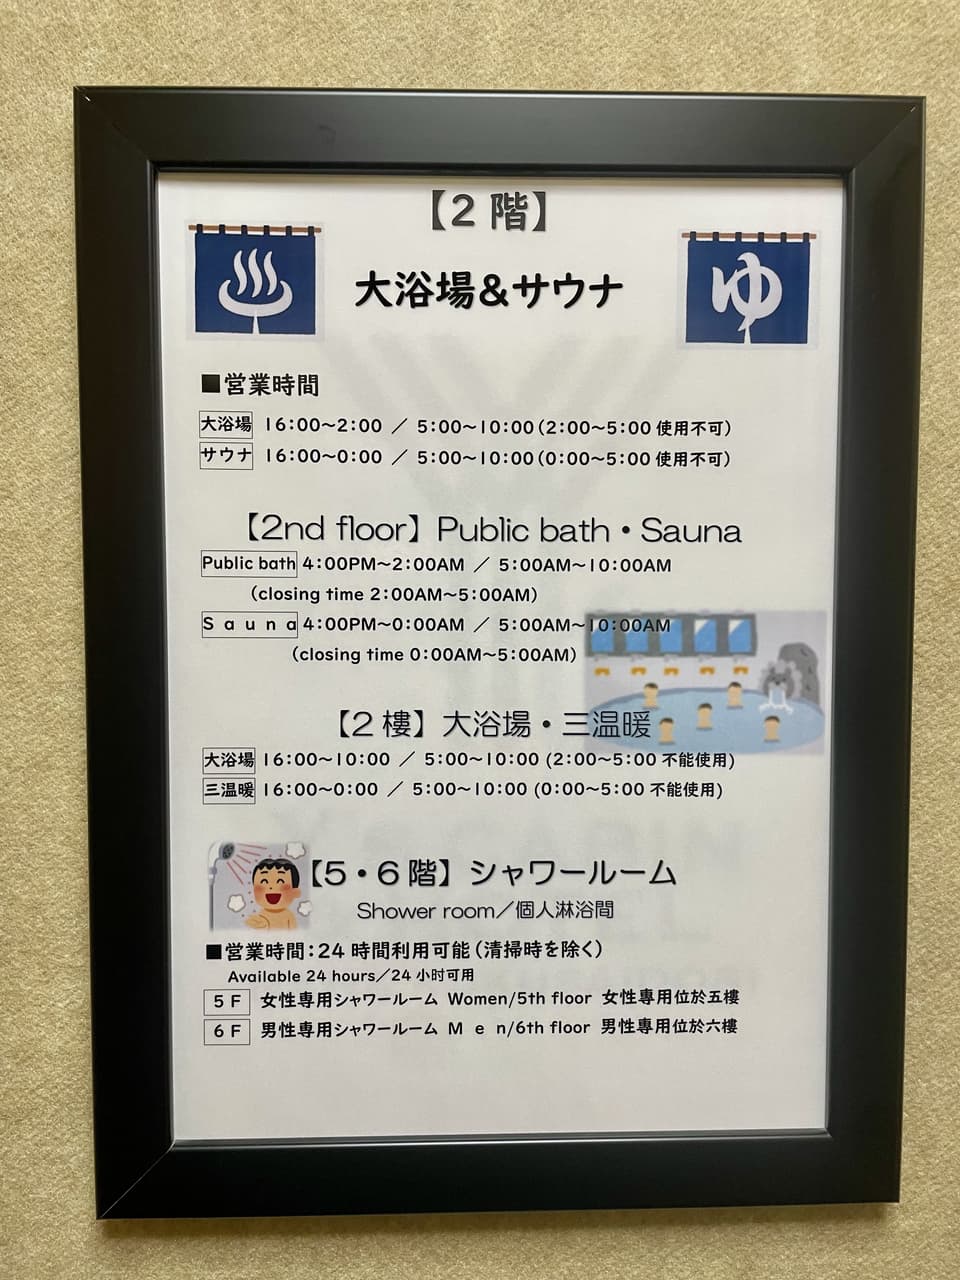 【2階】
ゆ
大浴場&サウナ
■営業時間
大浴場 16:00〜2:00 / 5:00〜10:00(2:00〜5:00 使用不可)
サウナ 16:00〜0:00 / 5:00〜10:00(0:00〜5:00 使用不可)
【2nd floor】Public bath・Sauna
Public bath 4:00PM〜2:00AM / 5:00AM〜10:00AM
(closing time 2:00AM〜5:00AM)
Sauna 4:00PM〜0:00AM / 5:00AM〜10:00AM
(closing time 0:00AM〜5:00AM)
【2樓】大浴場・三温暖
大浴場 16:00〜10:00 / 5:00〜10:00 (2:00〜5:00 不能使用)
三温暖 16:00〜0:00 / 5:00〜10:00 (0:00〜5:00 不能使用)
【5・6階】シャワールーム
Shower room/個人淋浴間
■営業時間:24 時間利用可能(清掃時を除く)
Available 24 hours/24 小时可用
5F 女性専用シャワールーム Women/5th floor 女性專用位於五樓
6F 男性専用シャワールーム Men/6th floor 男性專用位於六樓